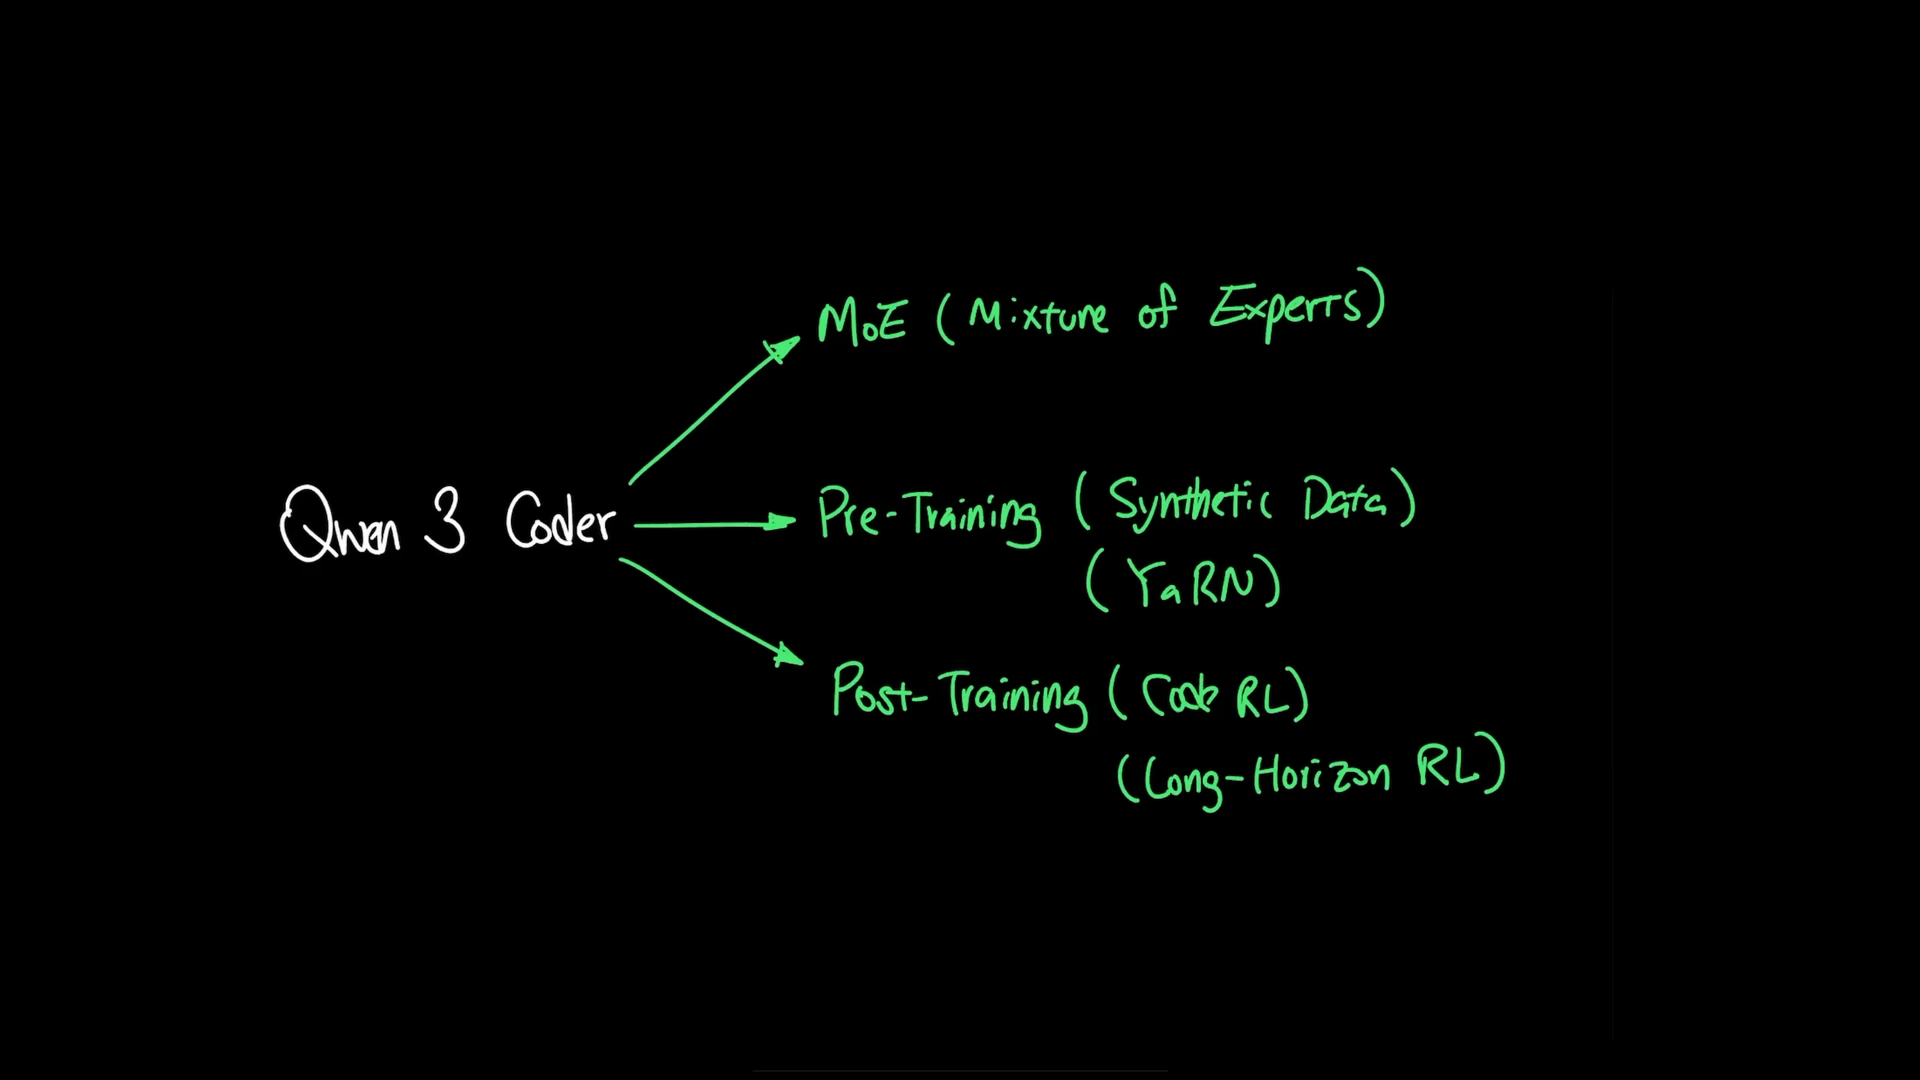 MoE (Mixture of Experts)
Qwen 3 Coder
Pre-Training (Synthetic Data)
(YaRN)
Post-Training (Code RL)
(Long-Horizon RL)